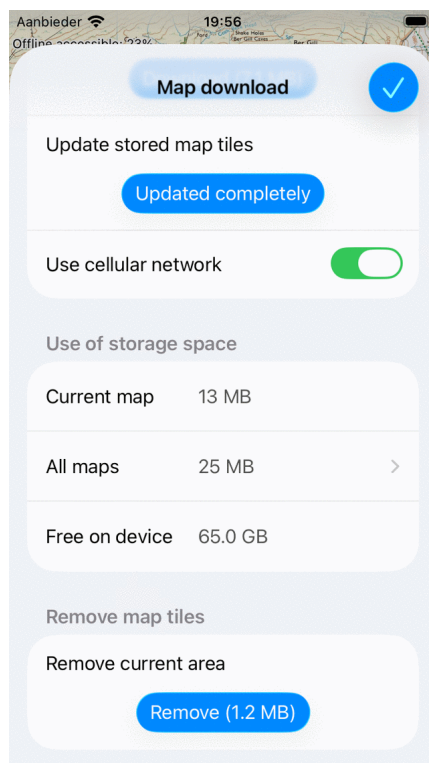 Aanbieder
19:56
Offline accessible: 23%
Map download
Update stored map tiles
Updated completely
Use cellular network
Use of storage space
Current map 13 MB
All maps 25 MB
Free on device 65.0 GB
Remove map tiles
Remove current area
Remove (1.2 MB)